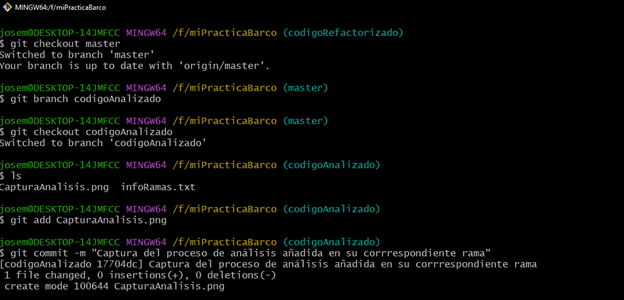 MINGW64:/f/miPracticaBarco
josem@DESKTOP-14JMFCC MINGW64 /f/miPracticaBarco (codigoRefactorizado)
$ git checkout master
Switched to branch 'master'
Your branch is up to date with 'origin/master'.
josem@DESKTOP-14JMFCC MINGW64 /f/miPracticaBarco (master)
$ git branch codigoAnalizado
josem@DESKTOP-14JMFCC MINGW64 /f/miPracticaBarco (master)
$ git checkout codigoAnalizado
Switched to branch 'codigoAnalizado'
josem@DESKTOP-14JMFCC MINGW64 /f/miPracticaBarco (codigoAnalizado)
$ ls
CapturaAnalisis.png  infoRamas.txt
josem@DESKTOP-14JMFCC MINGW64 /f/miPracticaBarco (codigoAnalizado)
$ git add CapturaAnalisis.png
josem@DESKTOP-14JMFCC MINGW64 /f/miPracticaBarco (codigoAnalizado)
$ git commit -m "Captura del proceso de análisis añadida en su corrrespondiente rama"
[codigoAnalizado 17704dc] Captura del proceso de análisis añadida en su corrrespondiente rama
1 file changed, 0 insertions(+), 0 deletions(-)
create mode 100644 CapturaAnalisis.png